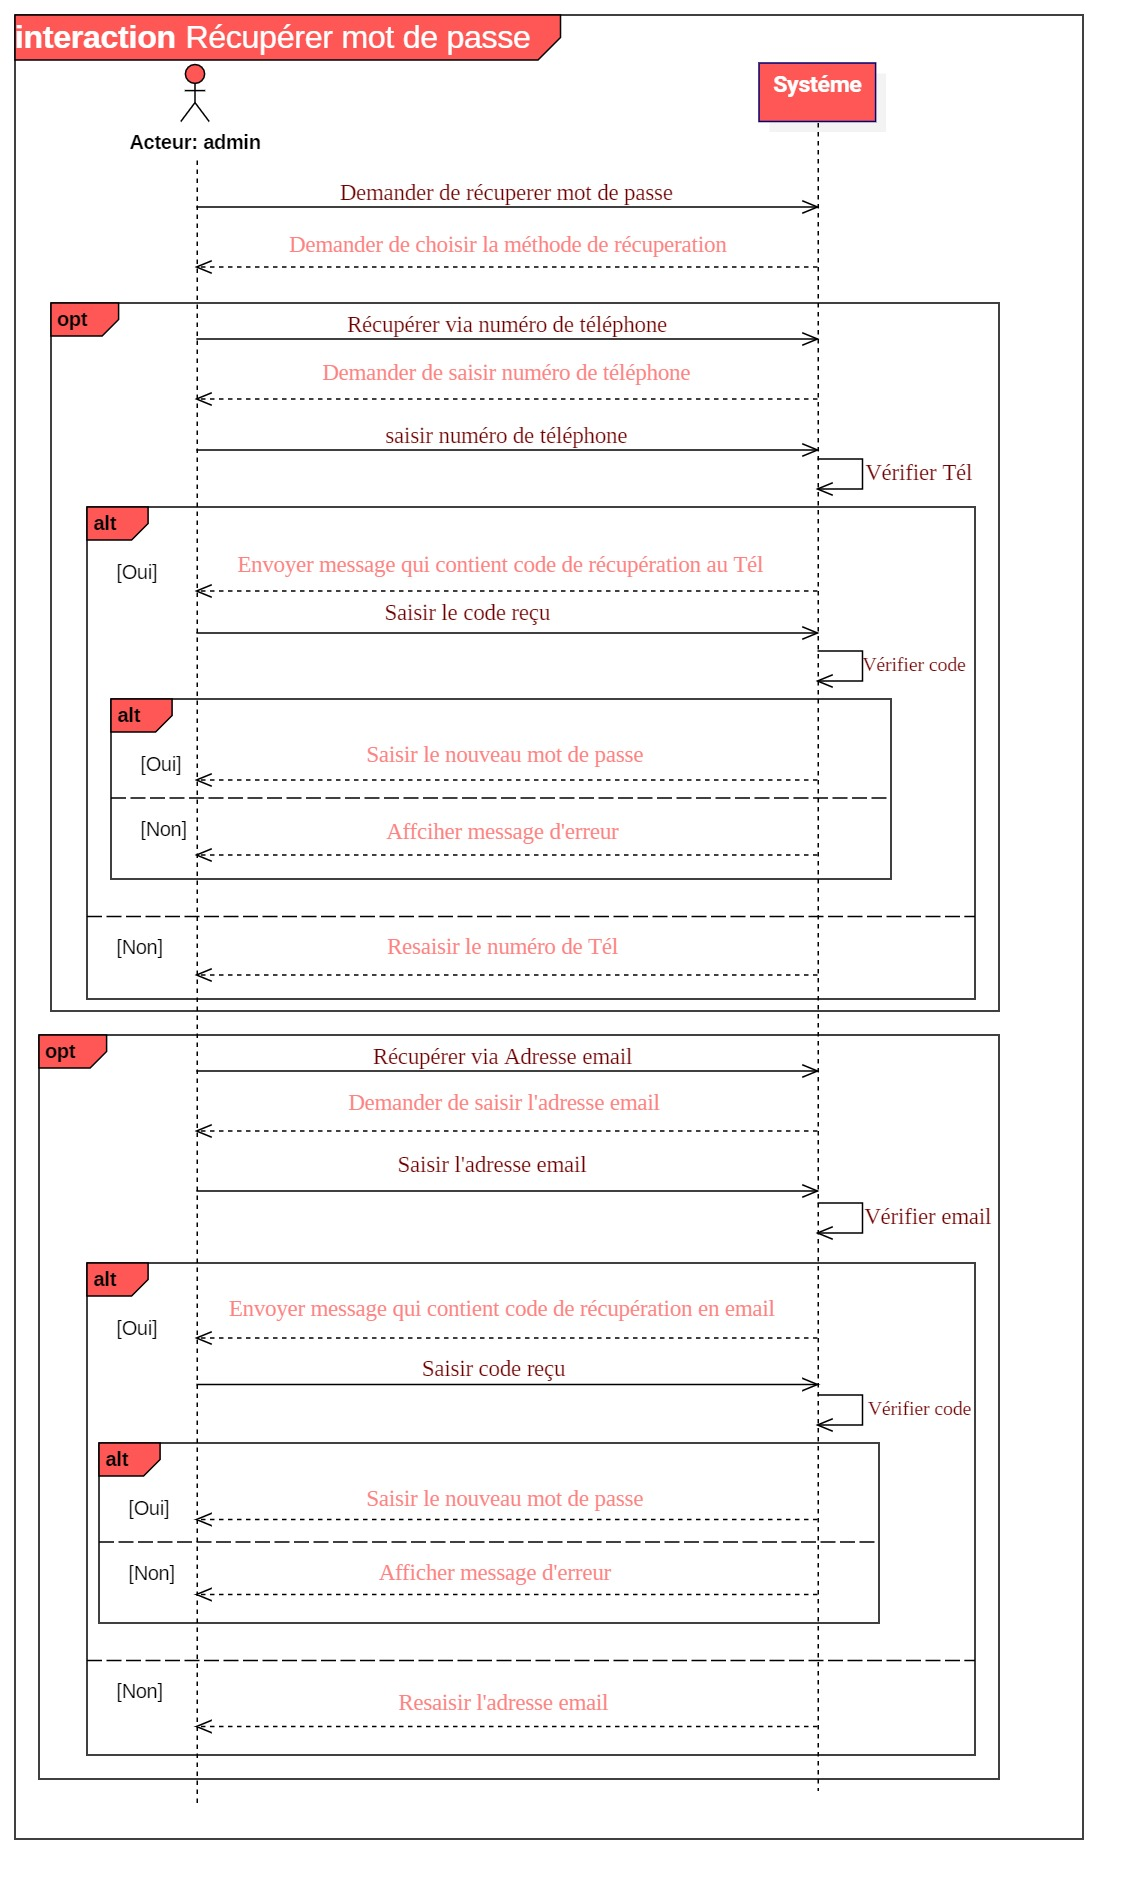 interaction Récupérer mot de passe
Systéme
Acteur: admin
Demander de récuperer mot de passe
Demander de choisir la méthode de récuperation
opt
Récupérer via numéro de téléphone
Demander de saisir numéro de téléphone
saisir numéro de téléphone
Vérifier Tél
alt
[Oui]
Envoyer message qui contient code de récupération au Tél
Saisir le code reçu
Vérifier code
alt
[Oui]
Saisir le nouveau mot de passe
[Non]
Affciher message d'erreur
[Non]
Resaisir le numéro de Tél
opt
Récupérer via Adresse email
Demander de saisir l'adresse email
Saisir l'adresse email
Vérifier email
alt
[Oui]
Envoyer message qui contient code de récupération en email
Saisir code reçu
Vérifier code
alt
[Oui]
Saisir le nouveau mot de passe
[Non]
Afficher message d'erreur
[Non]
Resaisir l'adresse email